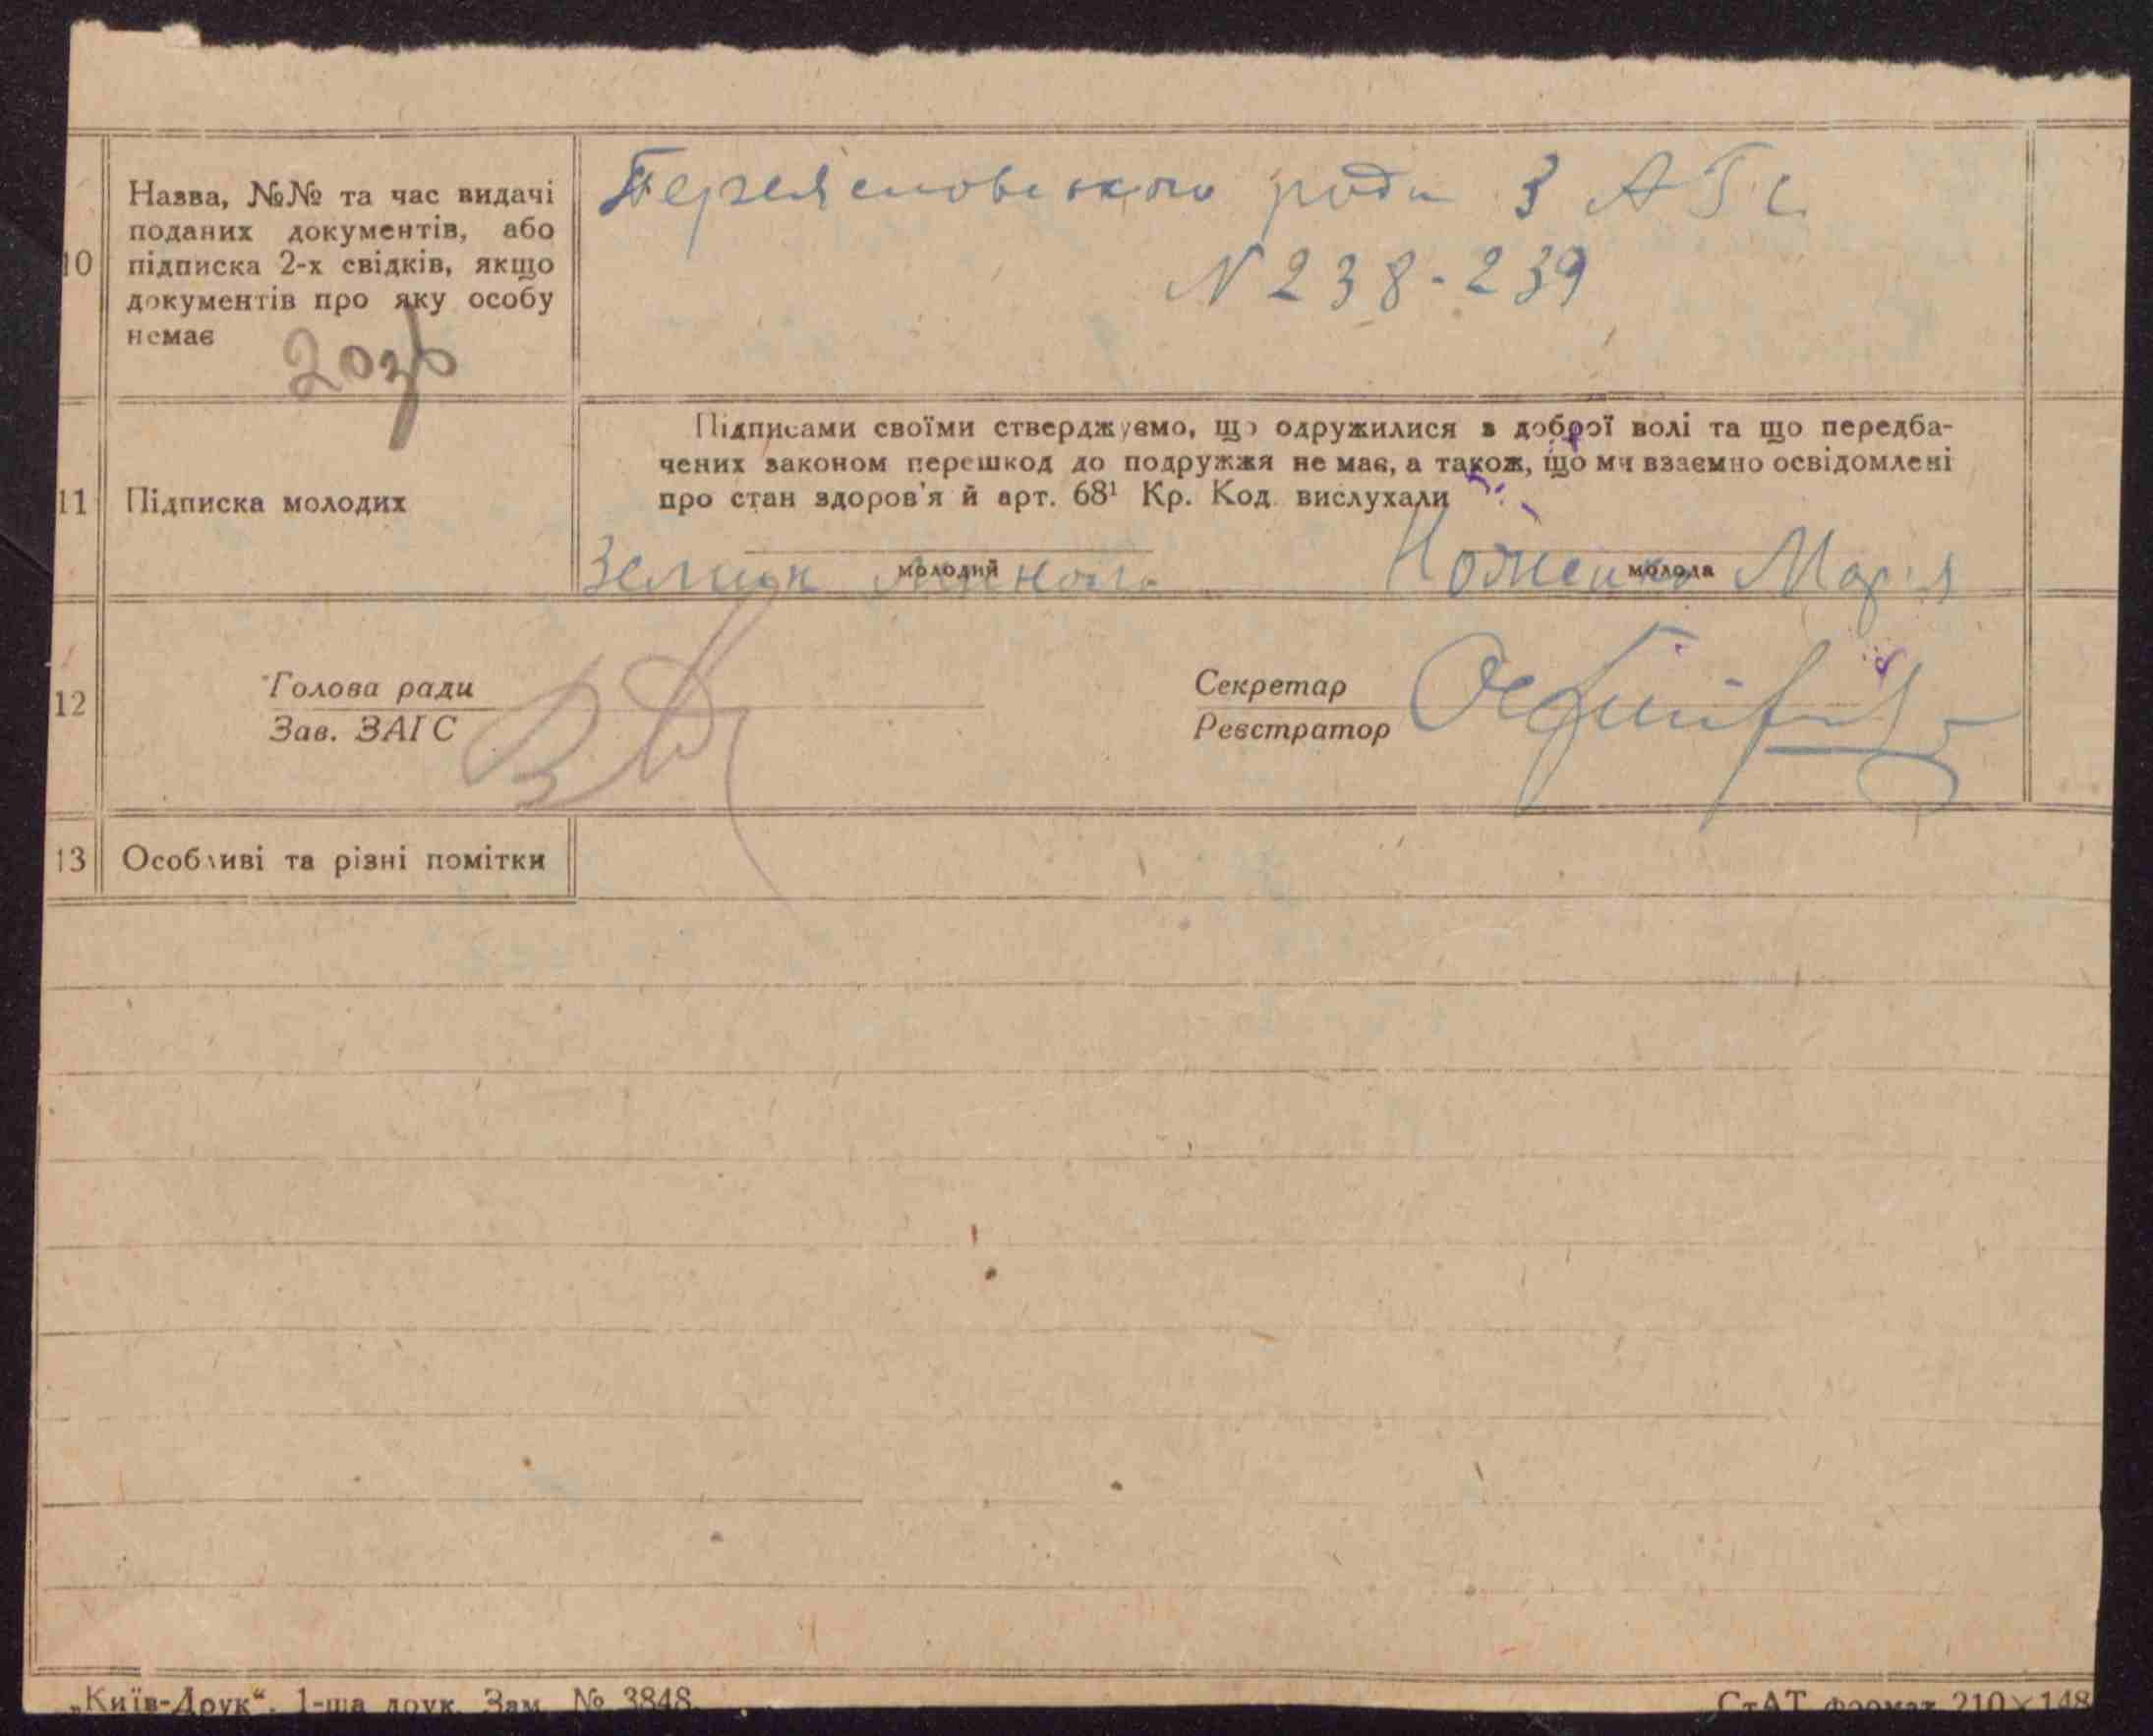 10
Назва, №№ та час видачі
поданих документів, або
підписка 2-х свідків, якщо
документів про яку особу
немає
З АГС
N 238-239
11
Підписка молодих
Підписами своїми стверджуємо, що одружилися з доброї волі та що передба-
чених законом перешкод до подружжя не має, а також, що ми взаємно освідомлені
про стан здоров'я й арт. 68¹ Кр. Код. вислухали
молодий
молода
Микола
Ноженко Марія
12
Голова ради
Зав. ЗАГС
Секретар
Реєстратор
13
Особливі та різні помітки
„Київ-Друк“. 1-ша друк. Зам. № 3848.
СтАТ формат 210×148